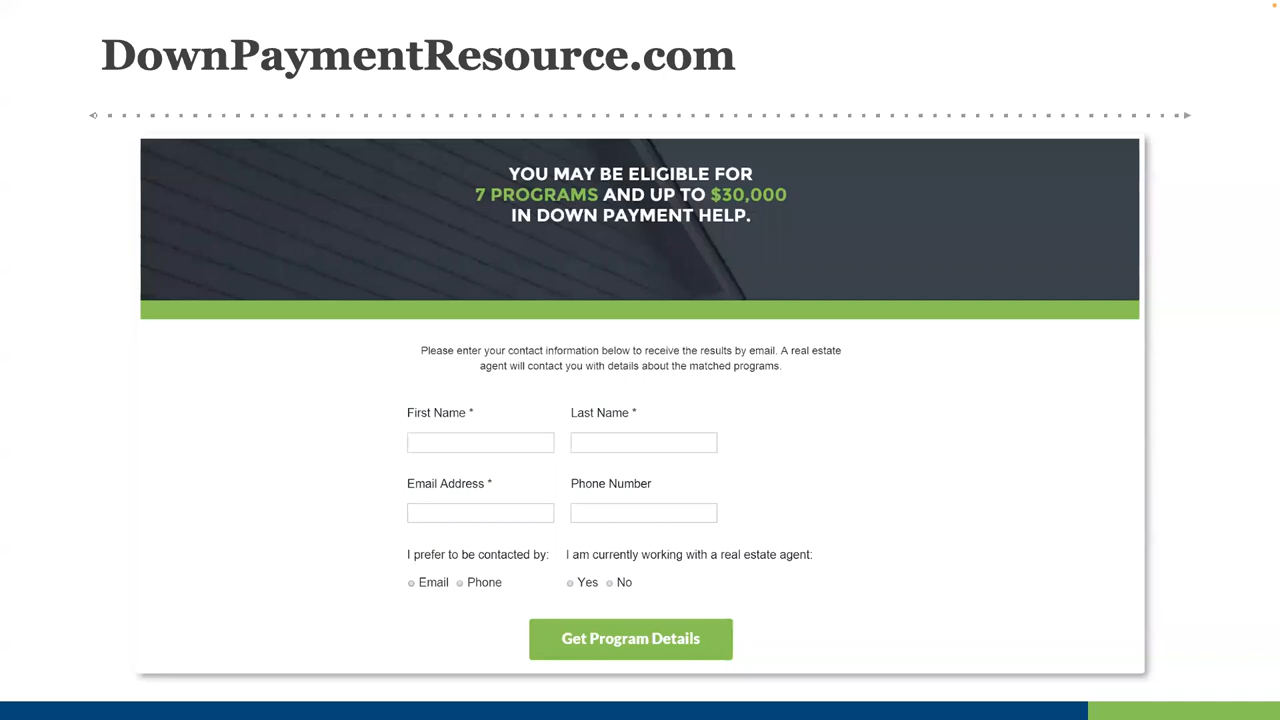 DownPaymentResource.com
YOU MAY BE ELIGIBLE FOR
7 PROGRAMS AND UP TO $30,000
IN DOWN PAYMENT HELP.
Please enter your contact information below to receive the results by email. A real estate
agent will contact you with details about the matched programs.
First Name * Last Name *
Email Address * Phone Number
I prefer to be contacted by: I am currently working with a real estate agent:
Email Phone Yes No
Get Program Details